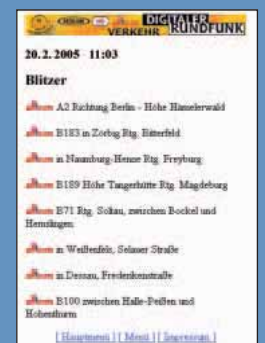 VERKEHR
DIGITALER
RUNDFUNK
20.2.2005 11:03
Blitzer
A2 Richtung Berlin - Höhe Hämelerwald
B183 in Zörbig Rtg. Bitterfeld
in Naumburg-Henne Rtg. Freyburg
B189 Höhe Tangerhütte Rtg. Magdeburg
B71 Rtg. Soltau, zwischen Bockel und
Hemslingen
in Weißenfels, Selauer Straße
in Dessau, Frederikenstraße
B100 zwischen Halle-Peißen und
Hohenthurm
[ Hauptmenü ] [ Menü ] [ Impressum ]